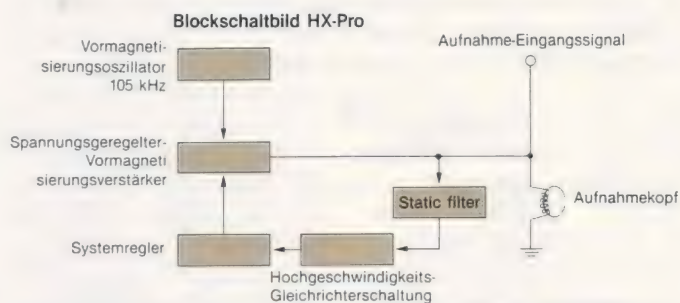 Blockschaltbild HX-Pro
Vormagneti-
sierungsoszillator
105 kHz
Aufnahme-Eingangssignal
Spannungsgeregelter-
Vormagneti
sierungsverstärker
Static filter
Aufnahmekopf
Systemregler
Hochgeschwindigkeits-
Gleichrichterschaltung